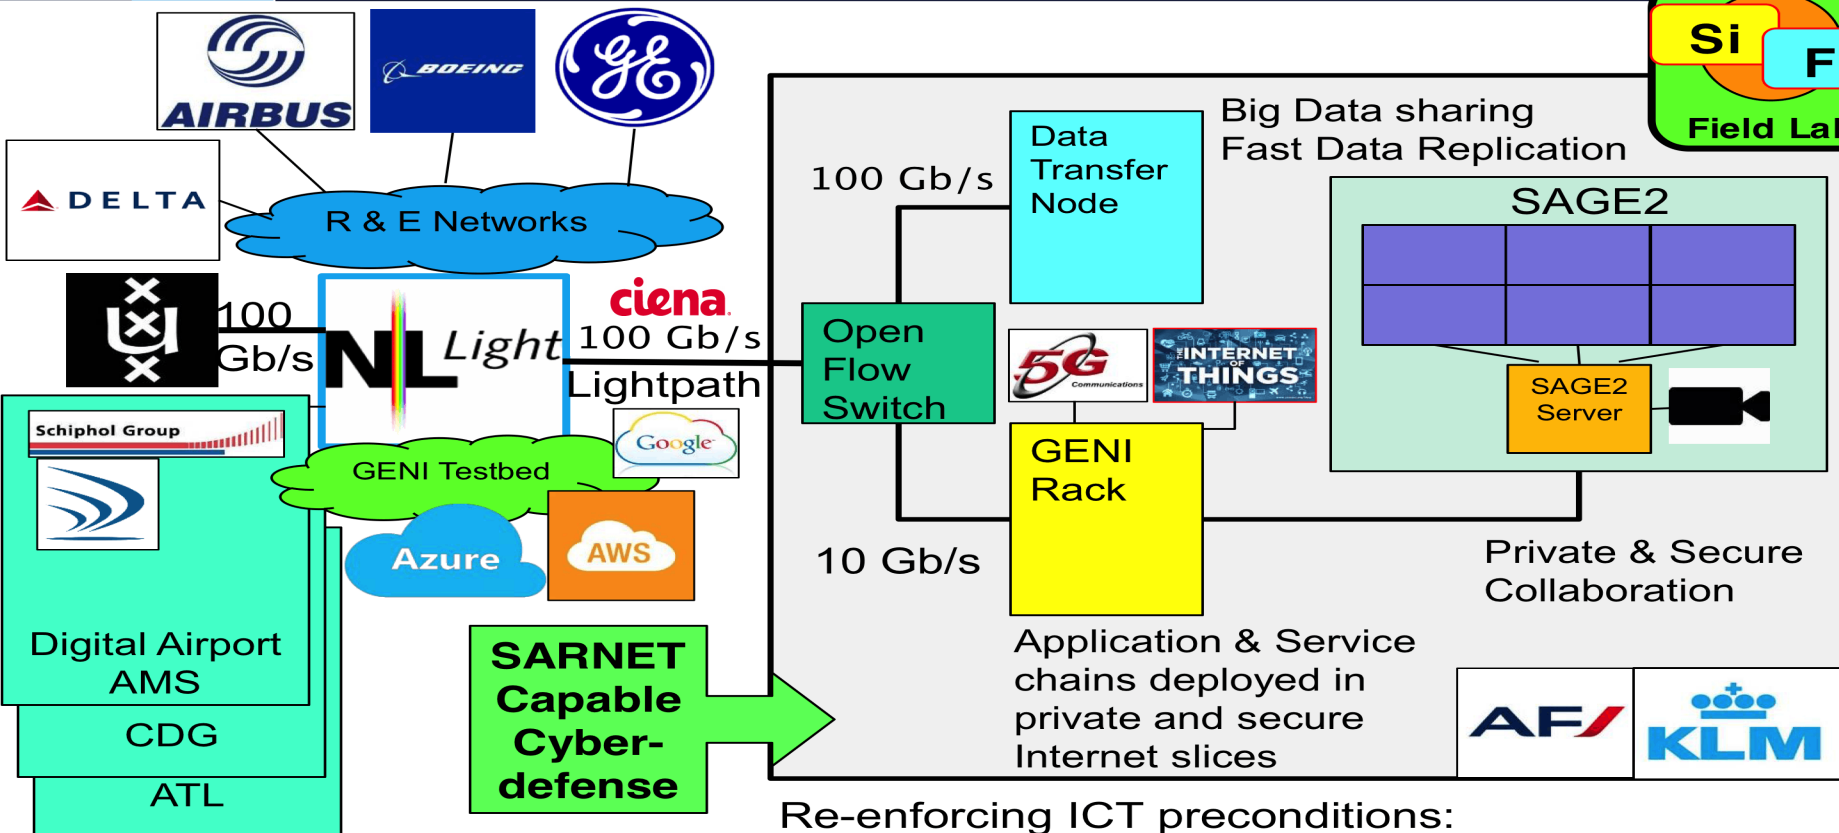 AIRBUS
BOEING
GE
DELTA
R & E Networks
100
Gb/s
NL Light
ciena
100 Gb/s
Lightpath
Schiphol Group
GENI Testbed
Google
Azure
AWS
Digital Airport
AMS
CDG
ATL
SARNET
Capable
Cyber-
defense
Open
Flow
Switch
100 Gb/s
10 Gb/s
Data
Transfer
Node
Big Data sharing
Fast Data Replication
5G
Communications
THE
INTERNET
OF
THINGS
GENI
Rack
SAGE2
SAGE2
Server
Private & Secure
Collaboration
Application & Service
chains deployed in
private and secure
Internet slices
AF
KLM
Si
F
Field Lal
Re-enforcing ICT preconditions: